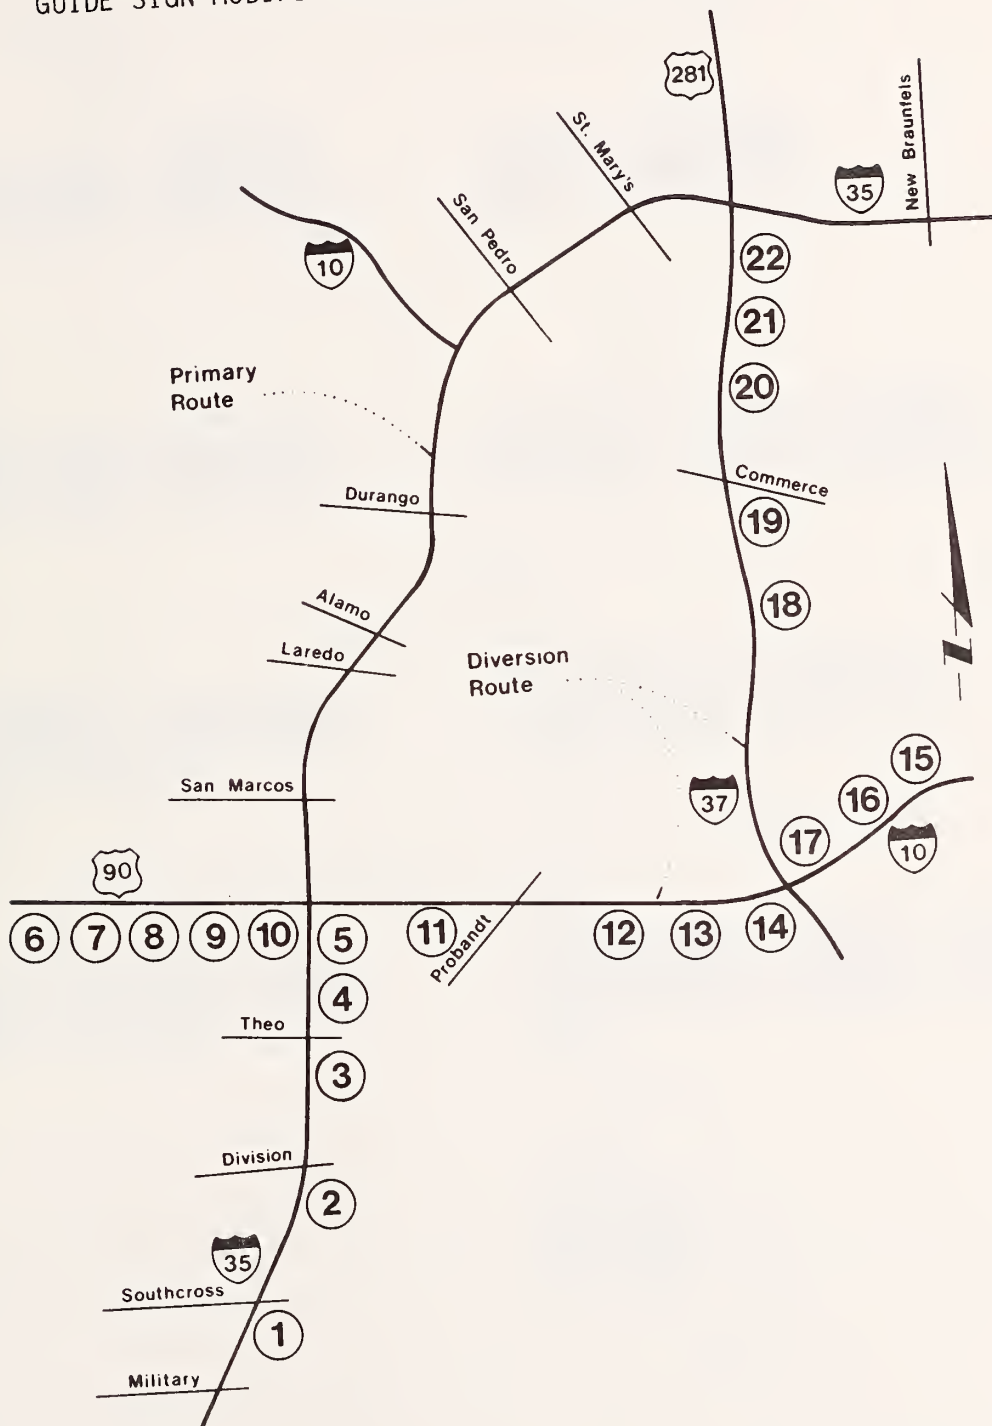 GUIDE SIGN
281
St. Mary's
35
New Braunfels
San Pedro
10
22
21
Primary
Route
20
Durango
Commerce
19
Alamo
18
Laredo
Diversion
Route
San Marcos
37
15
16
17
10
90
6
7
8
9
10
5
11
Probandt
12
13
14
4
Theo
3
Division
2
35
Southcross
1
Military